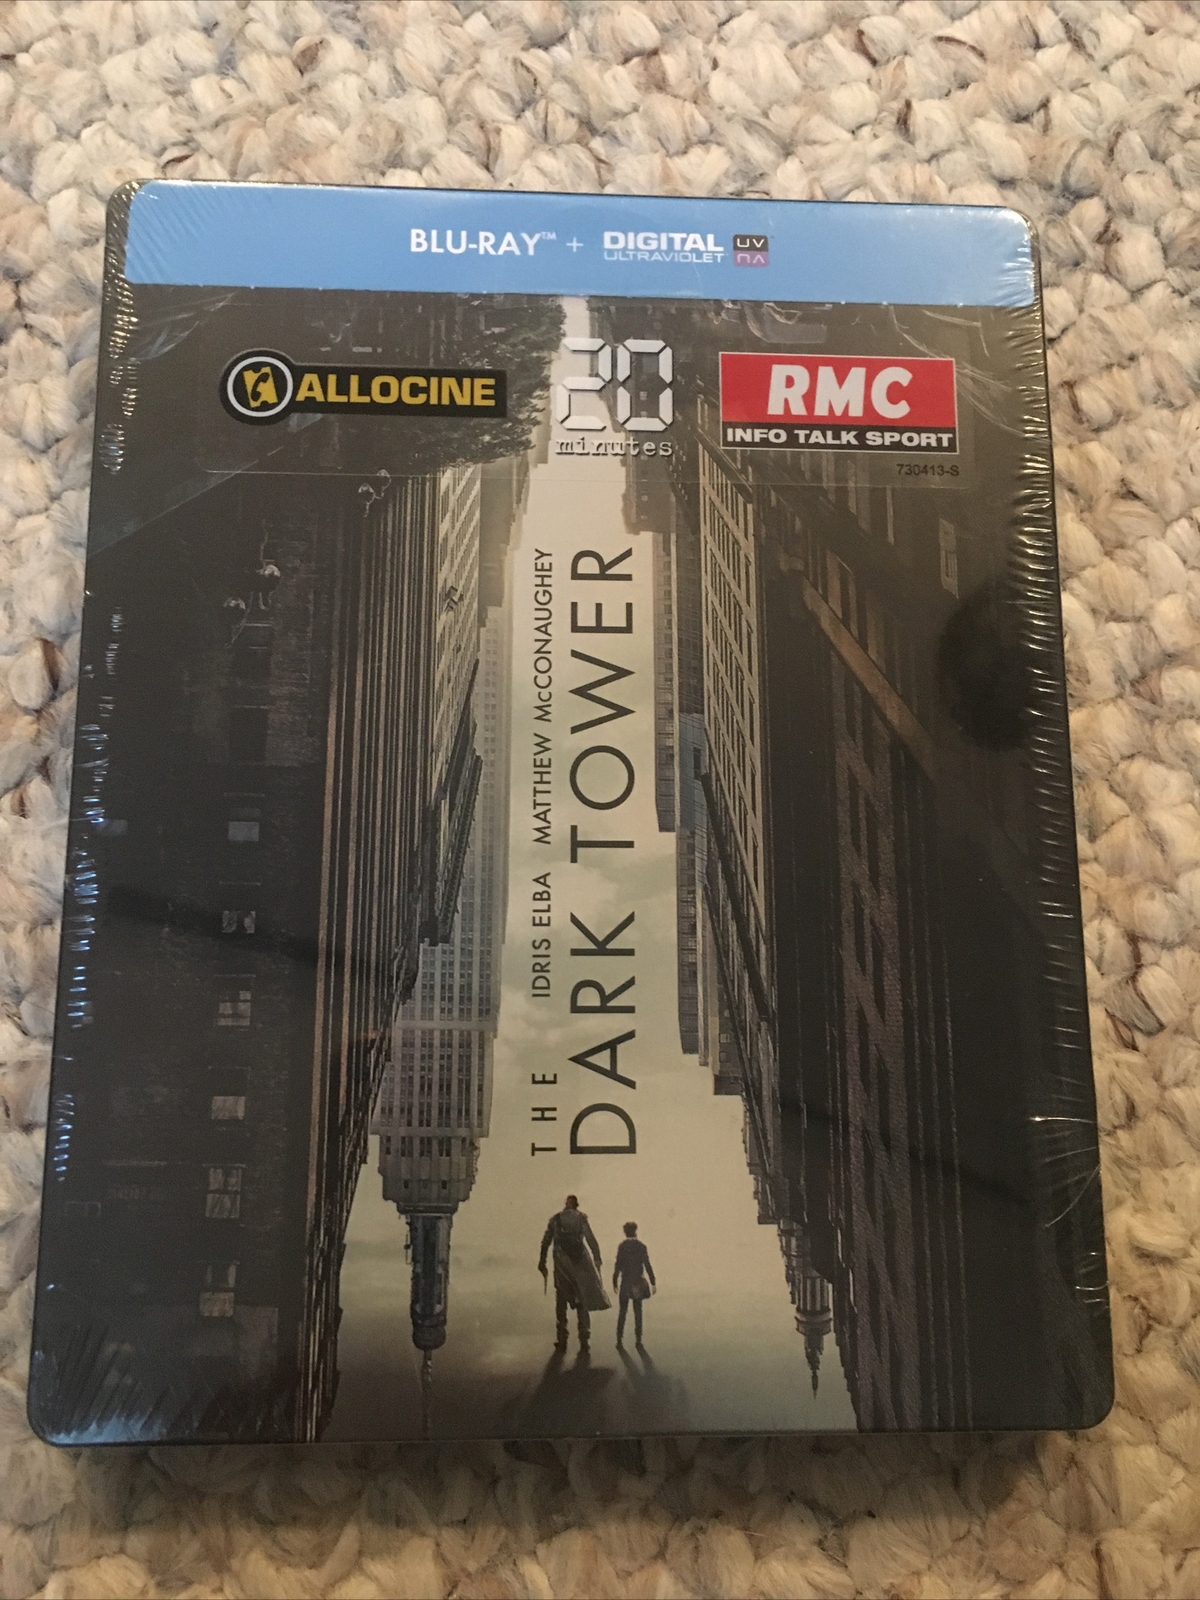 BLU-RAY™ + DIGITAL ULTRAVIOLET UV
ALLOCINE
20
minutes
RMC
INFO TALK SPORT
730413-S
IDRIS ELBA MATTHEW McCONAUGHEY
THE
DARK TOWER